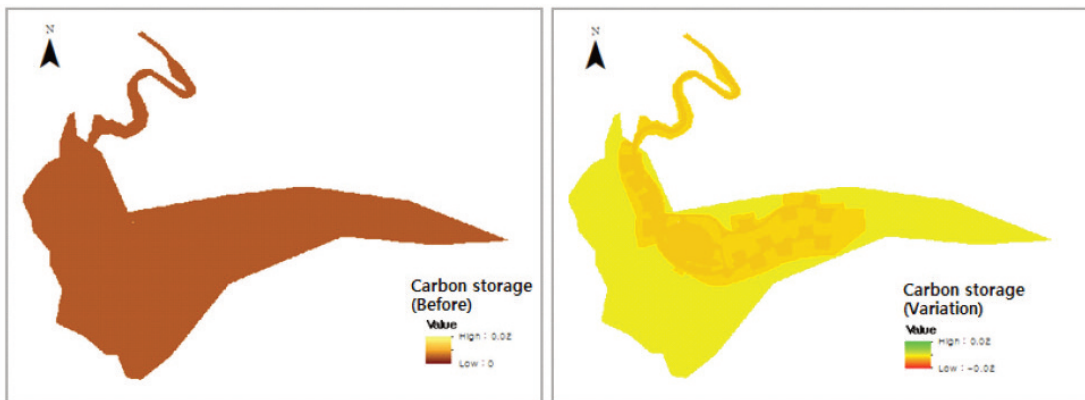 N
Carbon storage
(Before)
Value
High : 0.02
Low : 0
N
Carbon storage
(Variation)
Value
High : 0.02
Low : -0.02